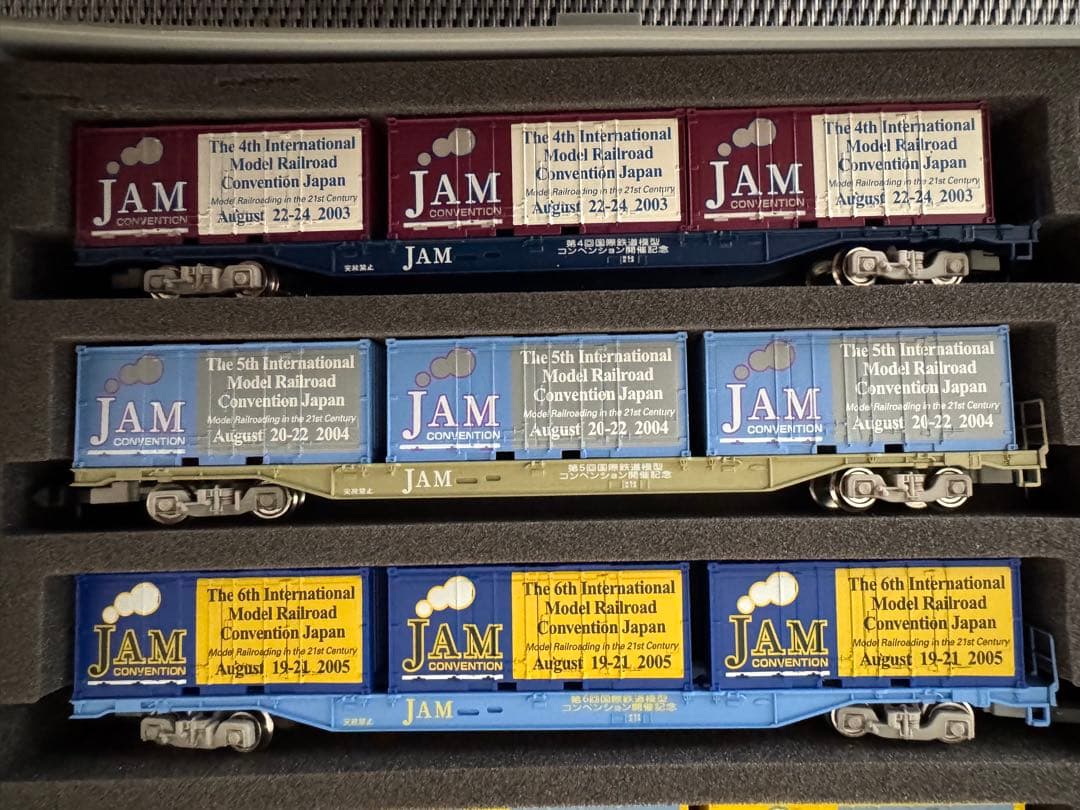 JAM
CONVENTION
The 4th International
Model Railroad
Convention Japan
Model Railroading in the 21st Century
August 22-24 2003
JAM
CONVENTION
The 4th International
Model Railroad
Convention Japan
Model Railroading in the 21st Century
August 22-24 2003
JAM
CONVENTION
The 4th International
Model Railroad
Convention Japan
Model Railroading in the 21st Century
August 22-24 2003
突放禁止
JAM
第4回国際鉄道模型
コンベンション開催記念
JAM
CONVENTION
The 5th International
Model Railroad
Convention Japan
Model Railroading in the 21st Century
August 20-22 2004
JAM
CONVENTION
The 5th International
Model Railroad
Convention Japan
Model Railroading in the 21st Century
August 20-22 2004
JAM
CONVENTION
The 5th International
Model Railroad
Convention Japan
Model Railroading in the 21st Century
August 20-22 2004
突放禁止
JAM
第5回国際鉄道模型
コンベンション開催記念
JAM
CONVENTION
The 6th International
Model Railroad
Convention Japan
Model Railroading in the 21st Century
August 19-21 2005
JAM
CONVENTION
The 6th International
Model Railroad
Convention Japan
Model Railroading in the 21st Century
August 19-21 2005
JAM
CONVENTION
The 6th International
Model Railroad
Convention Japan
Model Railroading in the 21st Century
August 19-21 2005
突放禁止
JAM
第6回国際鉄道模型
コンベンション開催記念